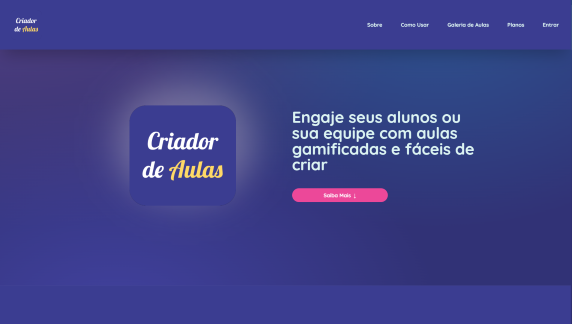 Criador
de Aulas
Sobre
Como Usar
Galeria de Aulas
Planos
Entrar
Criador
de Aulas
Engaje seus alunos ou
sua equipe com aulas
gamificadas e fáceis de
criar
Saiba Mais